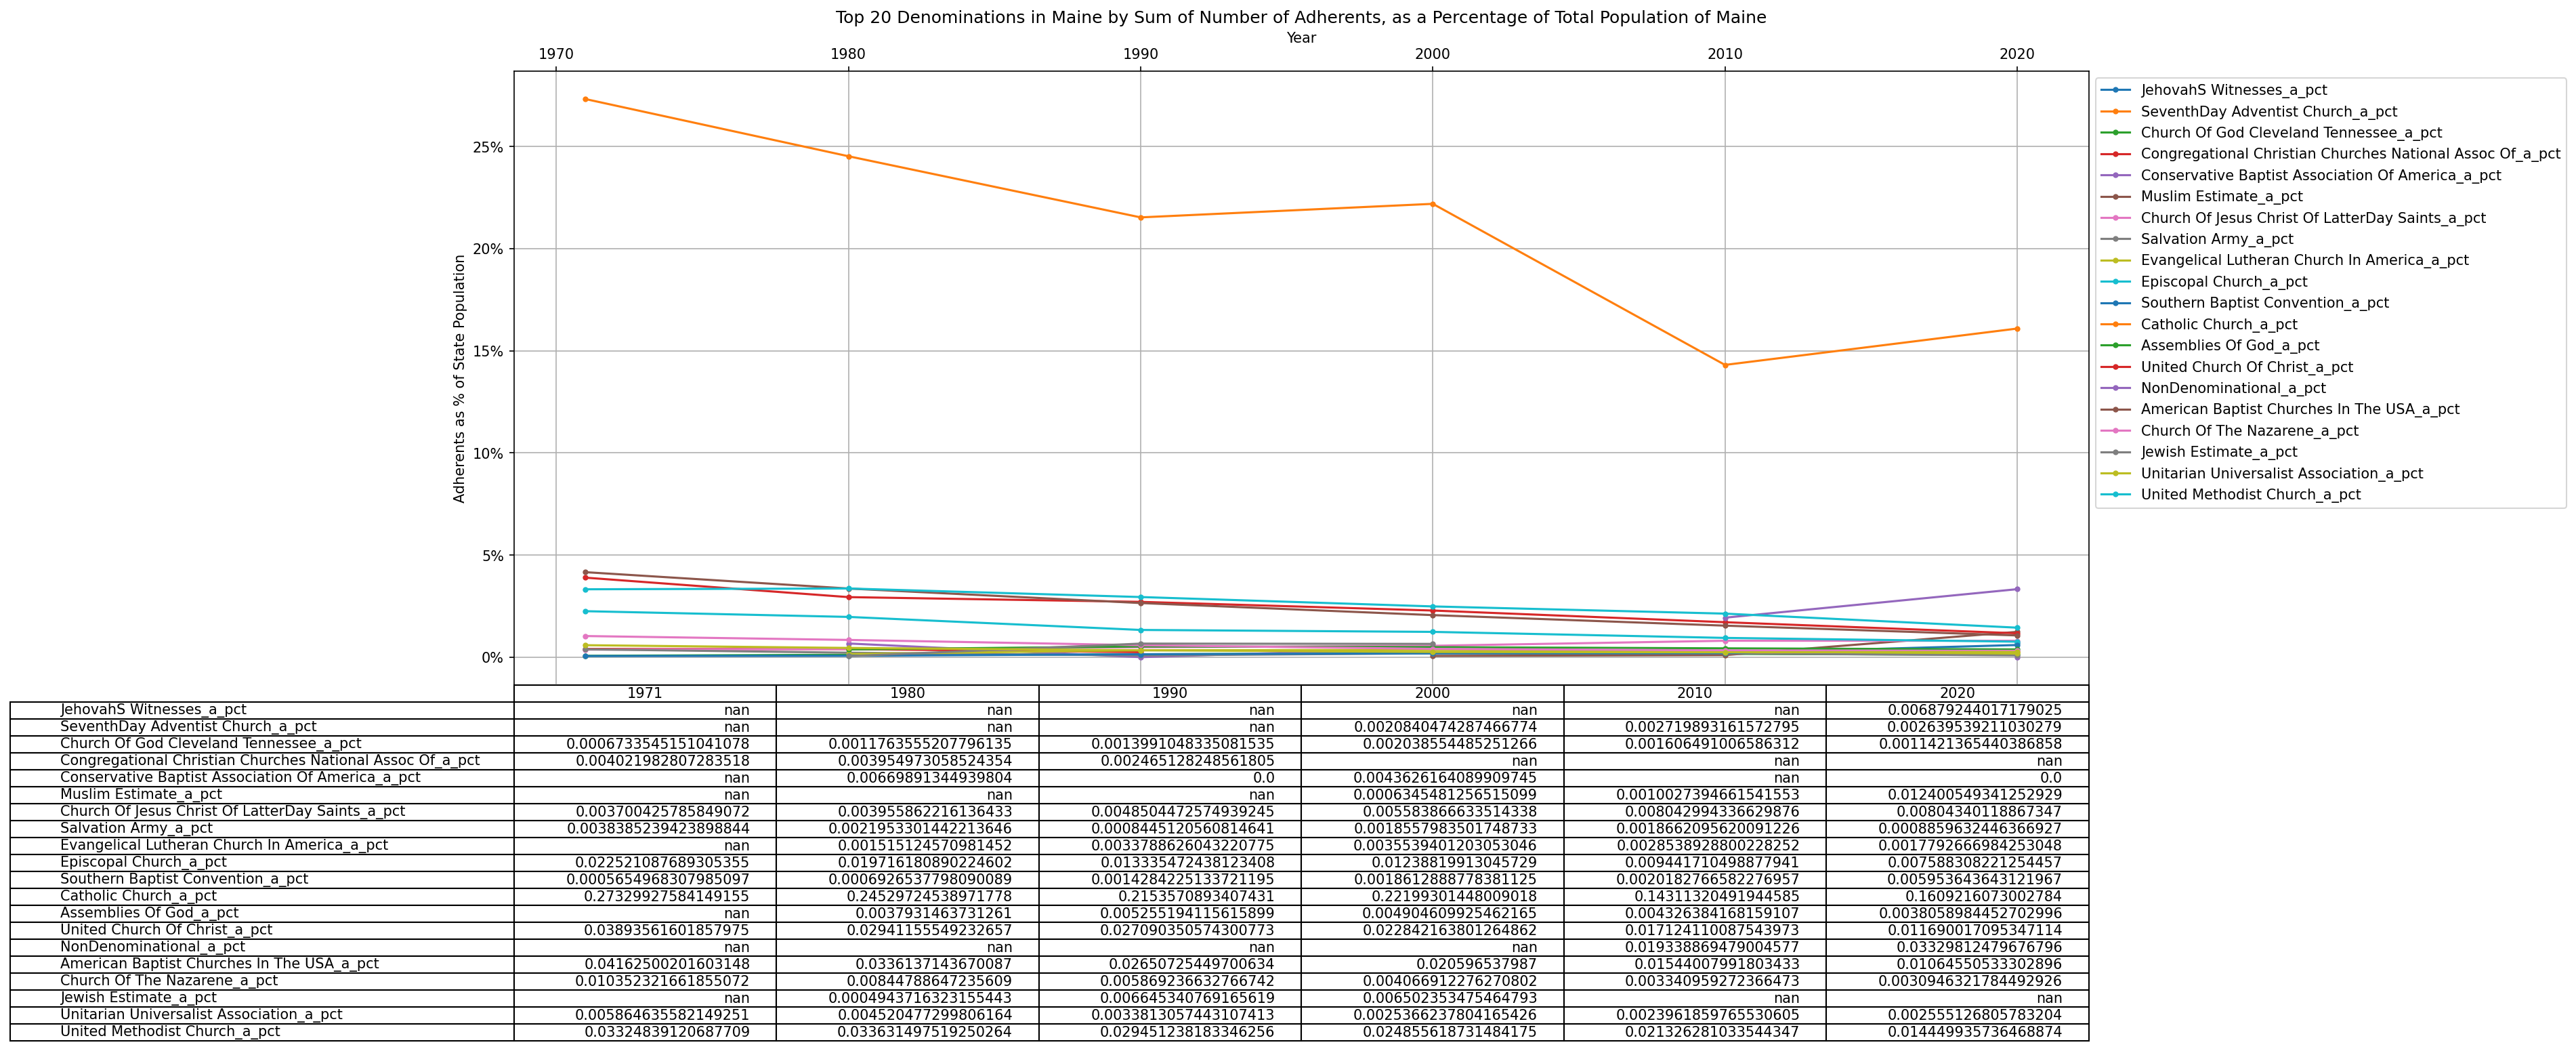 Top 20 Denominations in Maine by Sum of Number of Adherents, as a Percentage of Total Population of Maine
Year
1970 1980 1990 2000 2010 2020
Adherents as % of State Population
25%
20%
15%
10%
5%
0%
JehovahS Witnesses_a_pct
SeventhDay Adventist Church_a_pct
Church Of God Cleveland Tennessee_a_pct
Congregational Christian Churches National Assoc Of_a_pct
Conservative Baptist Association Of America_a_pct
Muslim Estimate_a_pct
Church Of Jesus Christ Of LatterDay Saints_a_pct
Salvation Army_a_pct
Evangelical Lutheran Church In America_a_pct
Episcopal Church_a_pct
Southern Baptist Convention_a_pct
Catholic Church_a_pct
Assemblies Of God_a_pct
United Church Of Christ_a_pct
NonDenominational_a_pct
American Baptist Churches In The USA_a_pct
Church Of The Nazarene_a_pct
Jewish Estimate_a_pct
Unitarian Universalist Association_a_pct
United Methodist Church_a_pct
1971 1980 1990 2000 2010 2020
JehovahS Witnesses_a_pct nan nan nan nan nan 0.006879244017179025
SeventhDay Adventist Church_a_pct nan nan nan 0.0020840474287466774 0.002719893161572795 0.002639539211030279
Church Of God Cleveland Tennessee_a_pct 0.0006733545151041078 0.0011763555207796135 0.0013991048335081535 0.002038554485251266 0.001606491006586312 0.0011421365440386858
Congregational Christian Churches National Assoc Of_a_pct 0.004021982807283518 0.003954973058524354 0.002465128248561805 nan nan nan
Conservative Baptist Association Of America_a_pct nan 0.00669891344939804 0.0 0.0043626164089909745 nan 0.0
Muslim Estimate_a_pct nan nan nan 0.0006345481256515099 0.0010027394661541553 0.012400549341252929
Church Of Jesus Christ Of LatterDay Saints_a_pct 0.00370042578584907​2 0.003955862216136433 0.0048504472574939245 0.005583866633514338 0.008042994336629876 0.00804340118867347
Salvation Army_a_pct 0.0038385239423898844 0.0021953301442213646 0.0008445120560814641 0.0018557983501748733 0.0018662095620091226 0.0008859632446366927
Evangelical Lutheran Church In America_a_pct nan 0.001515124570981452 0.0033788626043220775 0.0035539401203053046 0.0028538928800228252 0.0017792666984253048
Episcopal Church_a_pct 0.022521087689305355 0.019716180890224602 0.013335472438123408 0.01238819913045729 0.009441710498877941 0.007588308221254457
Southern Baptist Convention_a_pct 0.0005654968307985097 0.0006926537798090089 0.0014284225133721195 0.0018612888778381125 0.0020182766582276957 0.0059536436431​21967
Catholic Church_a_pct 0.27329927584149155 0.24529724538971778 0.2153570893407431 0.22199301448009018 0.14311320491944585 0.1609216073002784
Assemblies Of God_a_pct nan 0.0037931463731261 0.005255194115615899 0.004904609925462165 0.004326384168159107 0.0038058984452702996
United Church Of Christ_a_pct 0.03893561601857975 0.02941155549232657 0.027090350574300773 0.022842163801264862 0.017124110087543973 0.011690017095347114
NonDenominational_a_pct nan nan nan nan 0.019338869479004577 0.03329812479676796
American Baptist Churches In The USA_a_pct 0.04162500201603148 0.0336137143670087 0.02650725449700634 0.020596537987 0.01544007991803433 0.01064550533302896
Church Of The Nazarene_a_pct 0.010352321661855072 0.00844788647235609 0.005869236632766742 0.004066912276270802 0.003340959272366473 0.0030946321784492926
Jewish Estimate_a_pct nan 0.0004943716323155443 0.006645340769165619 0.006502353475464793 nan nan
Unitarian Universalist Association_a_pct 0.005864635582149251 0.004520477299806164 0.0033813057443107413 0.0025366237804165426 0.0023961859765530605 0.002555126805783204
United Methodist Church_a_pct 0.03324839120687709 0.033631497519250264 0.029451238183346256 0.024855618731484175 0.021326281033544347 0.014449935736468874